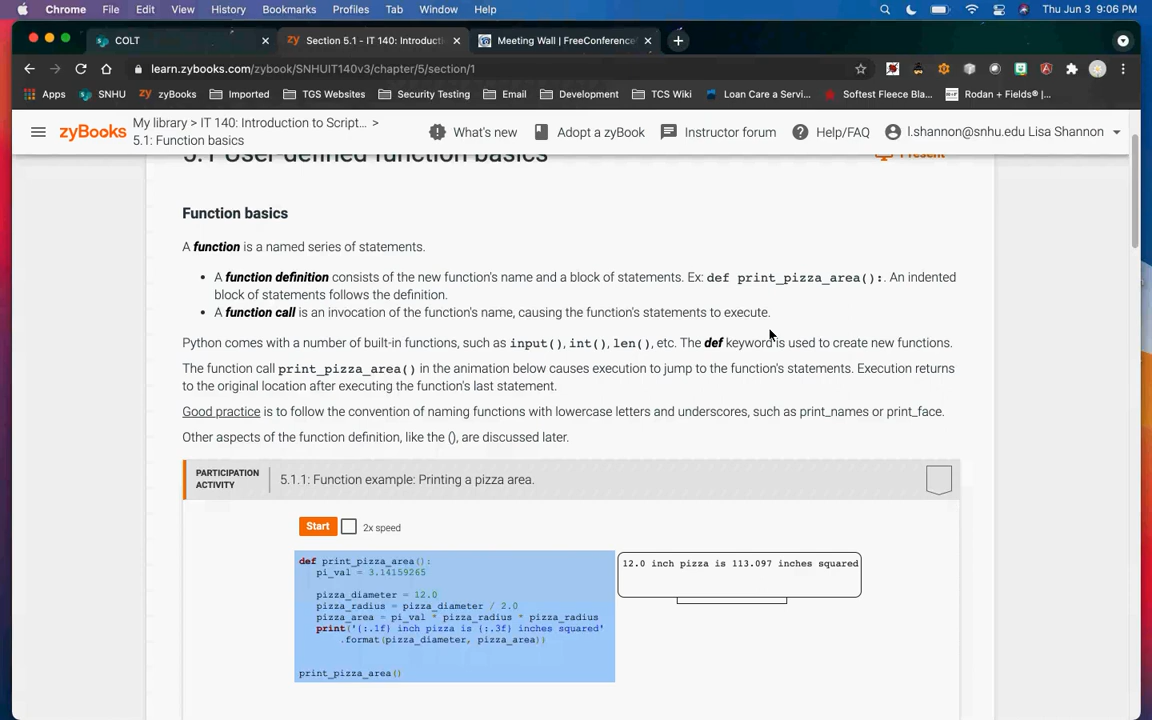 Chrome File Edit View History Bookmarks Profiles Tab Window Help Thu Jun 3 9:06 PM
COLT
Section 5.1 - IT 140: Introducti
Meeting Wall | FreeConference
learn.zybooks.com/zybook/SNHUIT140v3/chapter/5/section/1
Apps SNHU zyBooks Imported TGS Websites Security Testing Email Development TCS Wiki Loan Care a Servi... Softest Fleece Bla... Rodan + Fields® |...
zyBooks
My library > IT 140: Introduction to Script... >
5.1: Function basics
What's new Adopt a zyBook Instructor forum Help/FAQ l.shannon@snhu.edu Lisa Shannon
5.1 User defined function basics
Present
Function basics
A function is a named series of statements.
• A function definition consists of the new function's name and a block of statements. Ex: def print_pizza_area():. An indented
block of statements follows the definition.
• A function call is an invocation of the function's name, causing the function's statements to execute.
Python comes with a number of built-in functions, such as input(), int(), len(), etc. The def keyword is used to create new functions.
The function call print_pizza_area() in the animation below causes execution to jump to the function's statements. Execution returns
to the original location after executing the function's last statement.
Good practice is to follow the convention of naming functions with lowercase letters and underscores, such as print_names or print_face.
Other aspects of the function definition, like the (), are discussed later.
PARTICIPATION
ACTIVITY
5.1.1: Function example: Printing a pizza area.
Start 2x speed
def print_pizza_area():
pi_val = 3.14159265
pizza_diameter = 12.0
pizza_radius = pizza_diameter / 2.0
pizza_area = pi_val * pizza_radius * pizza_radius
print('{:.1f} inch pizza is {:.3f} inches squared'
.format(pizza_diameter, pizza_area))
print_pizza_area()
12.0 inch pizza is 113.097 inches squared